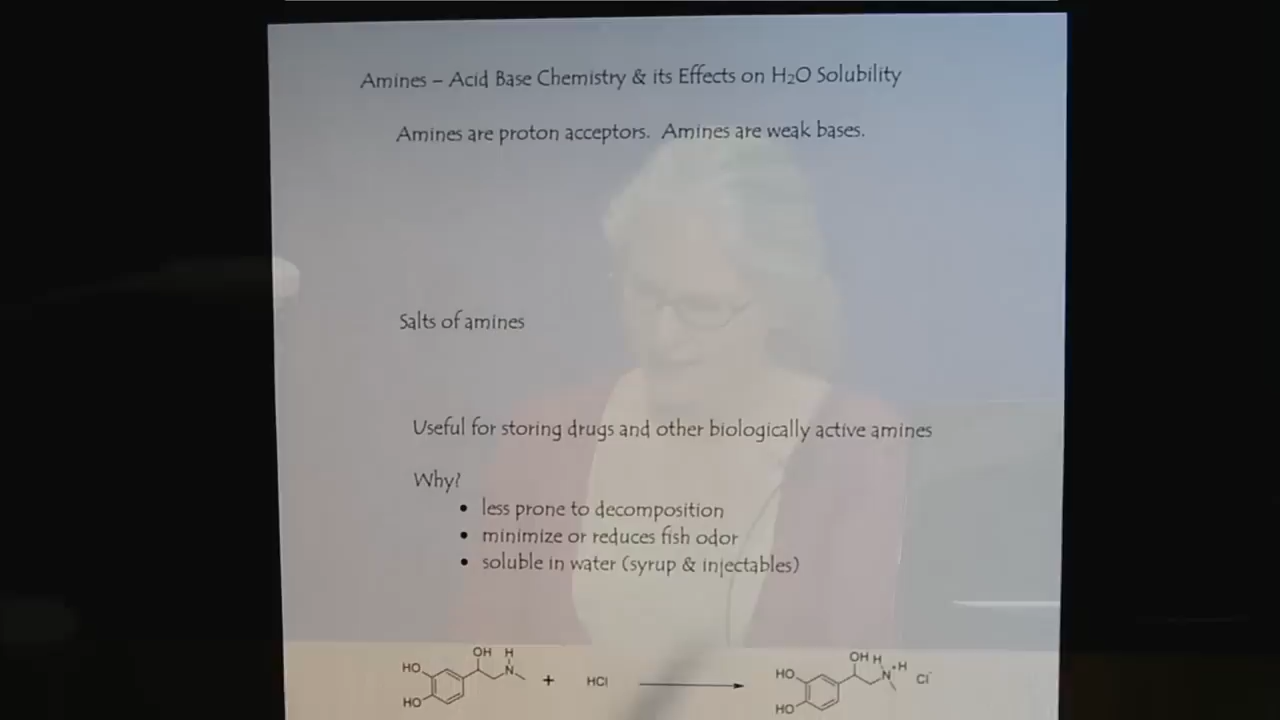 Amines – Acid Base Chemistry & its Effects on H₂O Solubility
Amines are proton acceptors. Amines are weak bases.
Salts of amines
Useful for storing drugs and other biologically active amines
Why?
• less prone to decomposition
• minimize or reduces fish odor
• soluble in water (syrup & injectables)
OH H
HO
N
HO
+ HCl
OH H
+H
HO
N
Cl⁻
HO